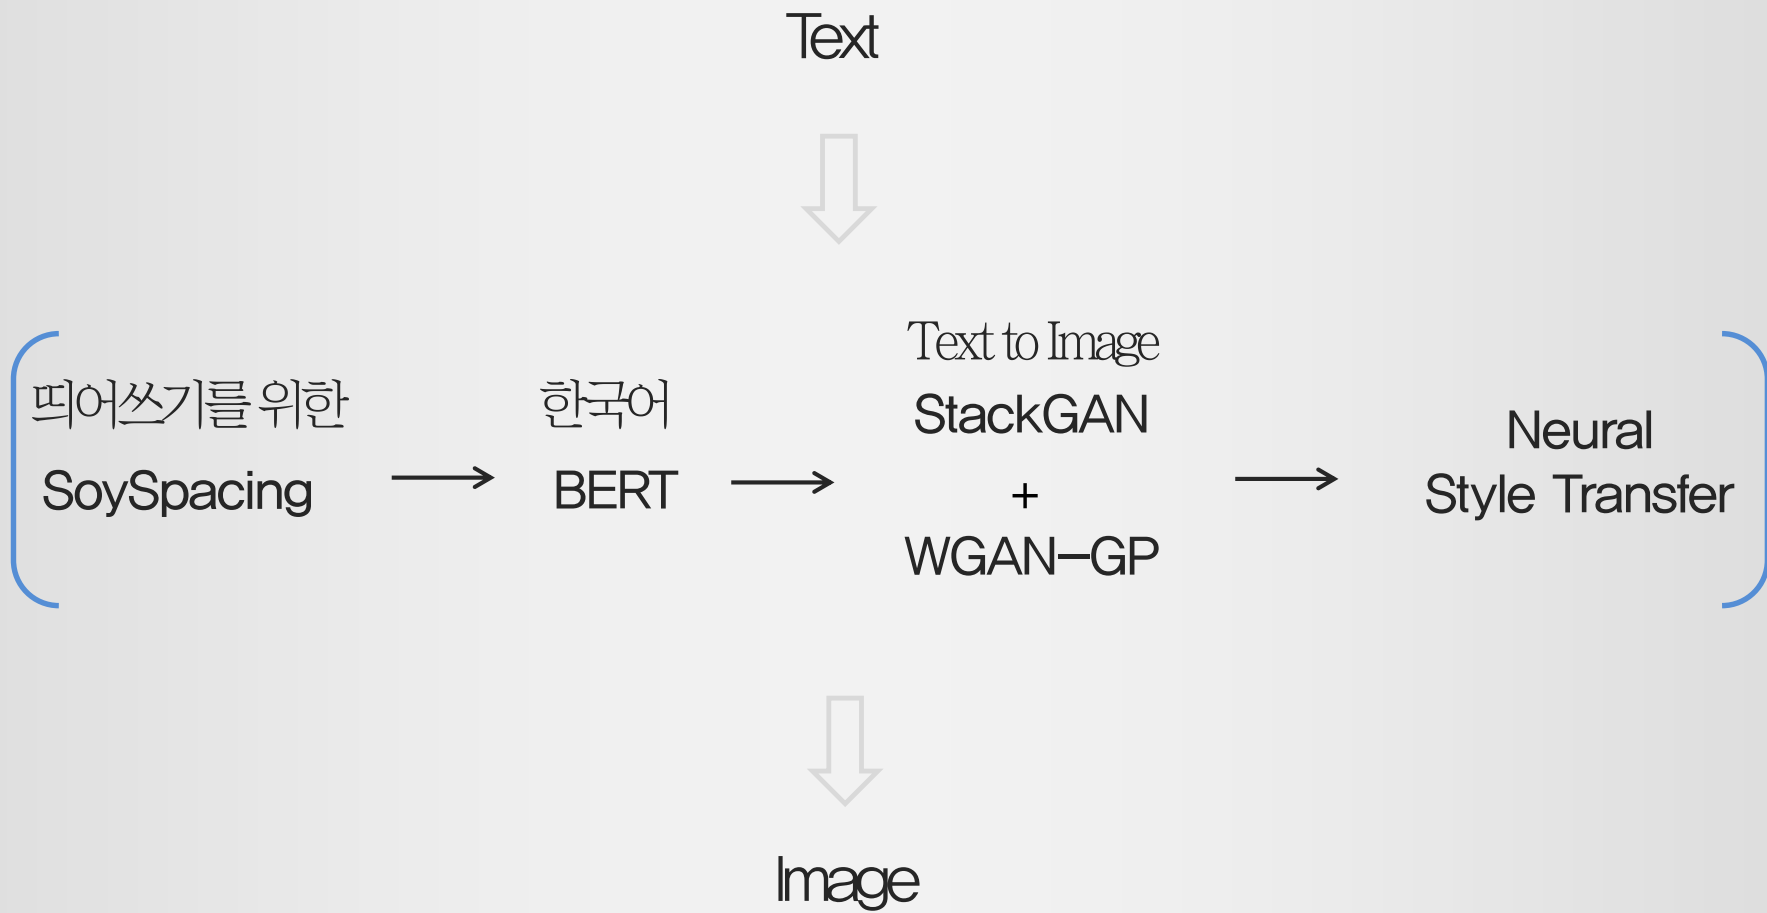 Text
띄어쓰기를 위한
SoySpacing
한국어
BERT
Text to Image
StackGAN
+
WGAN-GP
Neural
Style Transfer
Image